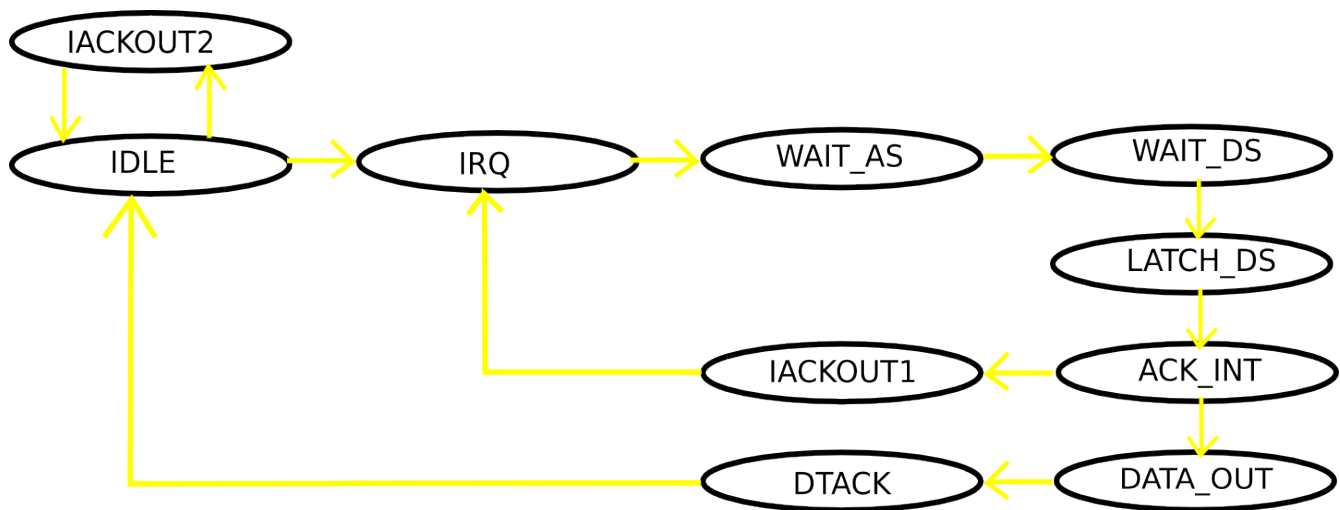 IACKOUT2
IDLE
IRQ
WAIT_AS
WAIT_DS
LATCH_DS
IACKOUT1
ACK_INT
DTACK
DATA_OUT